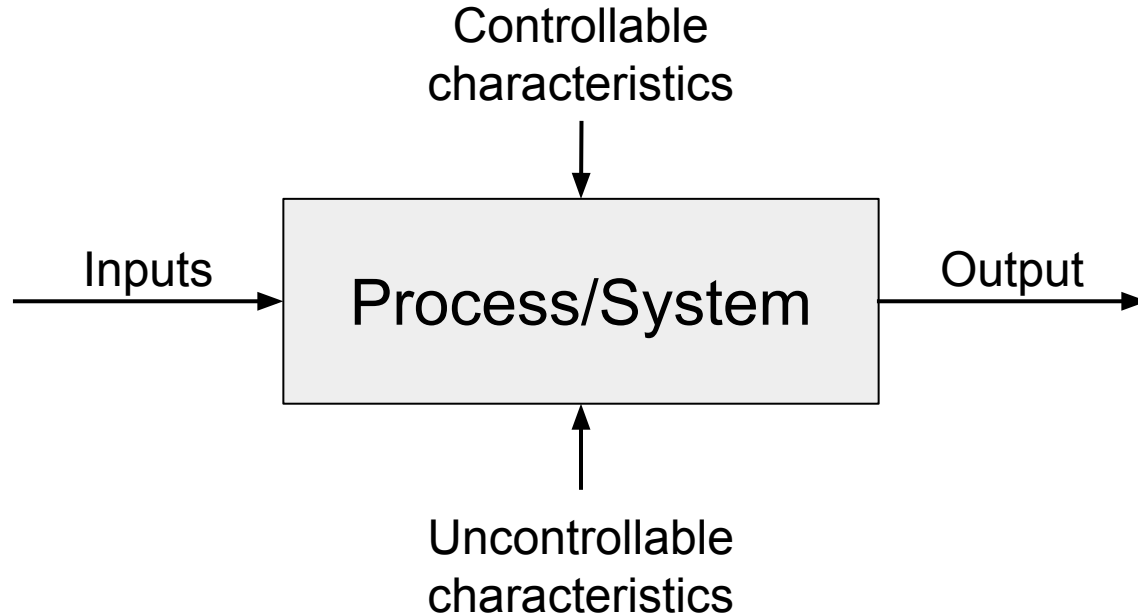 Controllable
characteristics
Inputs
Process/System
Output
Uncontrollable
characteristics